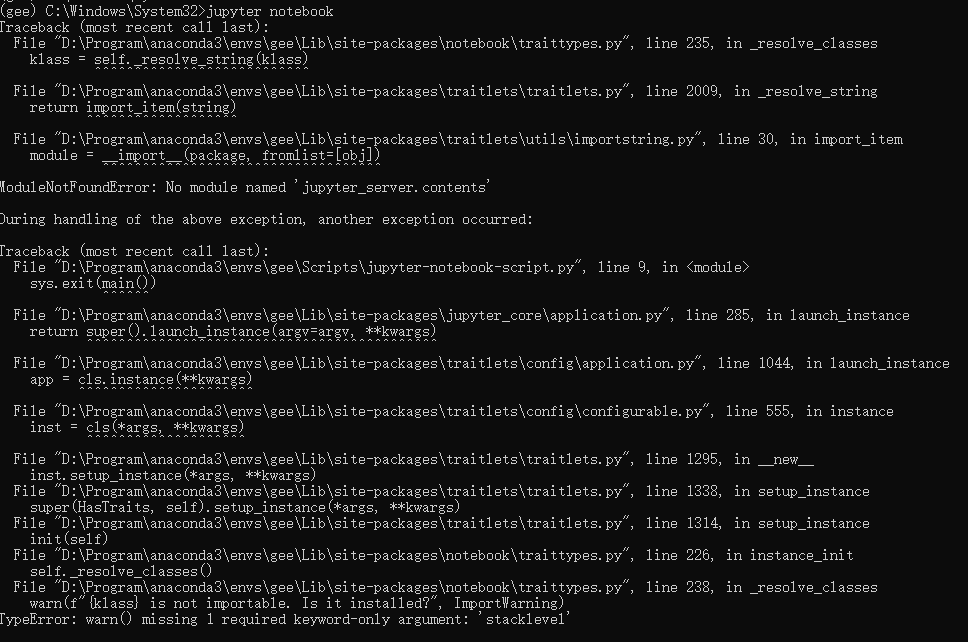 (gee) C:\Windows\System32>jupyter notebook
Traceback (most recent call last):
  File "D:\Program\anaconda3\envs\gee\Lib\site-packages\notebook\traittypes.py", line 235, in _resolve_classes
    klass = self._resolve_string(klass)
            ^^^^^^^^^^^^^^^^^^^^^^^^^^^
  File "D:\Program\anaconda3\envs\gee\Lib\site-packages\traitlets\traitlets.py", line 2009, in _resolve_string
    return import_item(string)
           ^^^^^^^^^^^^^^^^^^^
  File "D:\Program\anaconda3\envs\gee\Lib\site-packages\traitlets\utils\importstring.py", line 30, in import_item
    module = __import__(package, fromlist=[obj])
             ^^^^^^^^^^^^^^^^^^^^^^^^^^^^^^^^^^^
ModuleNotFoundError: No module named 'jupyter_server.contents'

During handling of the above exception, another exception occurred:

Traceback (most recent call last):
  File "D:\Program\anaconda3\envs\gee\Scripts\jupyter-notebook-script.py", line 9, in <module>
    sys.exit(main())
             ^^^^^^
  File "D:\Program\anaconda3\envs\gee\Lib\site-packages\jupyter_core\application.py", line 285, in launch_instance
    return super().launch_instance(argv=argv, **kwargs)
           ^^^^^^^^^^^^^^^^^^^^^^^^^^^^^^^^^^^^^^^^^^^^
  File "D:\Program\anaconda3\envs\gee\Lib\site-packages\traitlets\config\application.py", line 1044, in launch_instance
    app = cls.instance(**kwargs)
          ^^^^^^^^^^^^^^^^^^^^^^
  File "D:\Program\anaconda3\envs\gee\Lib\site-packages\traitlets\config\configurable.py", line 555, in instance
    inst = cls(*args, **kwargs)
           ^^^^^^^^^^^^^^^^^^^^
  File "D:\Program\anaconda3\envs\gee\Lib\site-packages\traitlets\traitlets.py", line 1295, in __new__
    inst.setup_instance(*args, **kwargs)
  File "D:\Program\anaconda3\envs\gee\Lib\site-packages\traitlets\traitlets.py", line 1338, in setup_instance
    super(HasTraits, self).setup_instance(*args, **kwargs)
  File "D:\Program\anaconda3\envs\gee\Lib\site-packages\traitlets\traitlets.py", line 1314, in setup_instance
    init(self)
  File "D:\Program\anaconda3\envs\gee\Lib\site-packages\notebook\traittypes.py", line 226, in instance_init
    self._resolve_classes()
  File "D:\Program\anaconda3\envs\gee\Lib\site-packages\notebook\traittypes.py", line 238, in _resolve_classes
    warn(f"{klass} is not importable. Is it installed?", ImportWarning)
TypeError: warn() missing 1 required keyword-only argument: 'stacklevel'